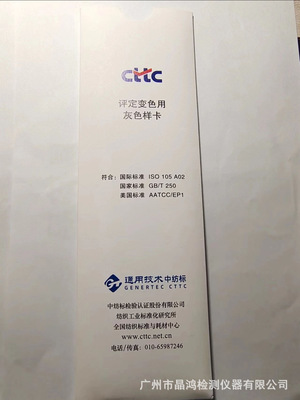 cttc
评定变色用
灰色样卡
符合：国际标准 ISO 105 A02
国家标准 GB/T 250
美国标准 AATCC/EP1
通用技术中纺标
GENERTEC CTTC
中纺标检验认证股份有限公司
纺织工业标准化研究所
全国纺织标准与耗材中心
www.cttc.net.cn
电话/传真：010-65987246
广州市晶鸿检测仪器有限公司